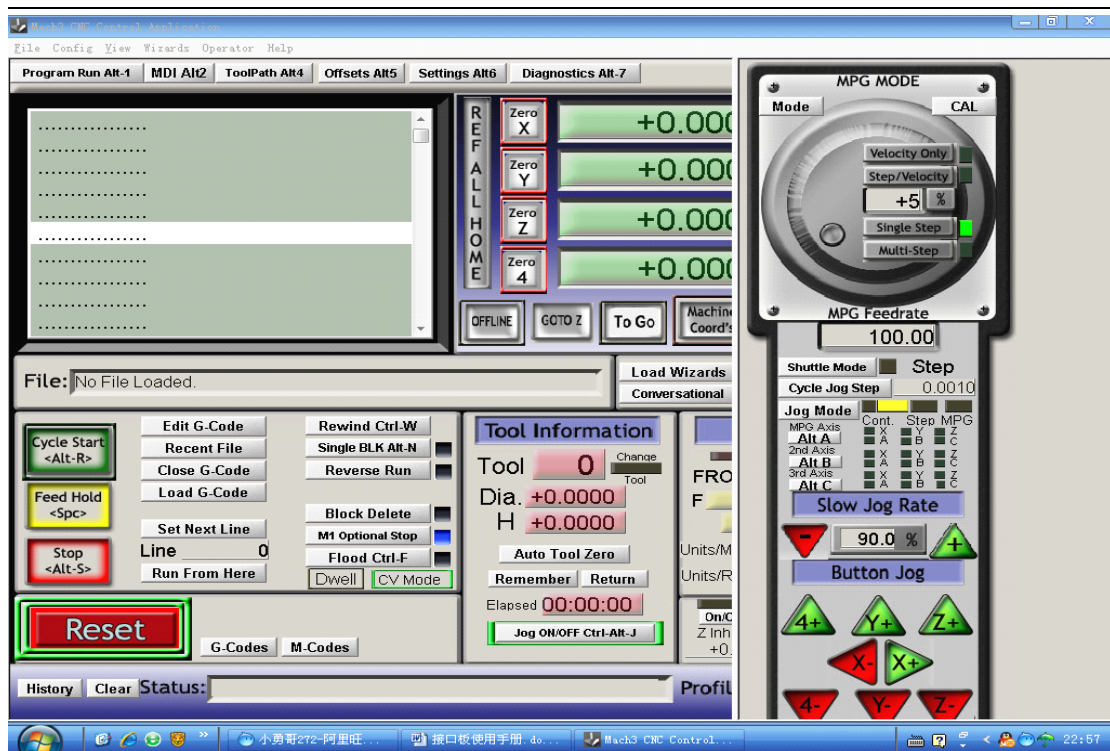 Mach3 CNC Control Application
File Config View Wizards Operator Help
Program Run Alt-1 MDI Alt2 ToolPath Alt4 Offsets Alt5 Settings Alt6 Diagnostics Alt-7
.................
.................
.................
.................
.................
.................
.................
.................
.................
.................
REF ALL HOME
Zero X +0.000
Zero Y +0.000
Zero Z +0.000
Zero 4 +0.000
OFFLINE GOTO Z To Go Machine Coord's
File: No File Loaded.
Load Wizards
Conversational
Cycle Start
<Alt-R>
Feed Hold
<Spc>
Stop
<Alt-S>
Edit G-Code
Recent File
Close G-Code
Load G-Code
Set Next Line
Line 0
Run From Here
Rewind Ctrl-W
Single BLK Alt-N
Reverse Run
Block Delete
M1 Optional Stop
Flood Ctrl-F
Dwell CV Mode
Reset
G-Codes M-Codes
Tool Information
Tool 0 Change Tool
Dia. +0.0000
H +0.0000
Auto Tool Zero
Remember Return
Elapsed 00:00:00
Jog ON/OFF Ctrl-Alt-J
FRO
F
Units/M
Units/R
On/O
Z Inh
+0.
History Clear Status:
Profil
MPG MODE
Mode CAL
Velocity Only
Step/Velocity
+5 %
Single Step
Multi-Step
MPG Feedrate
100.00
Shuttle Mode Step
Cycle Jog Step 0.0010
Jog Mode Cont. Step MPG
MPG Axis X Y Z
Alt A A B C
2nd Axis X Y Z
Alt B A B C
3rd Axis X Y Z
Alt C A B C
Slow Jog Rate
- 90.0 % +
Button Jog
4+ Y+ Z+
X- X+
4- Y- Z-
小勇哥272-阿里旺... 接口板使用手册.do... Mach3 CNC Control... 22:57